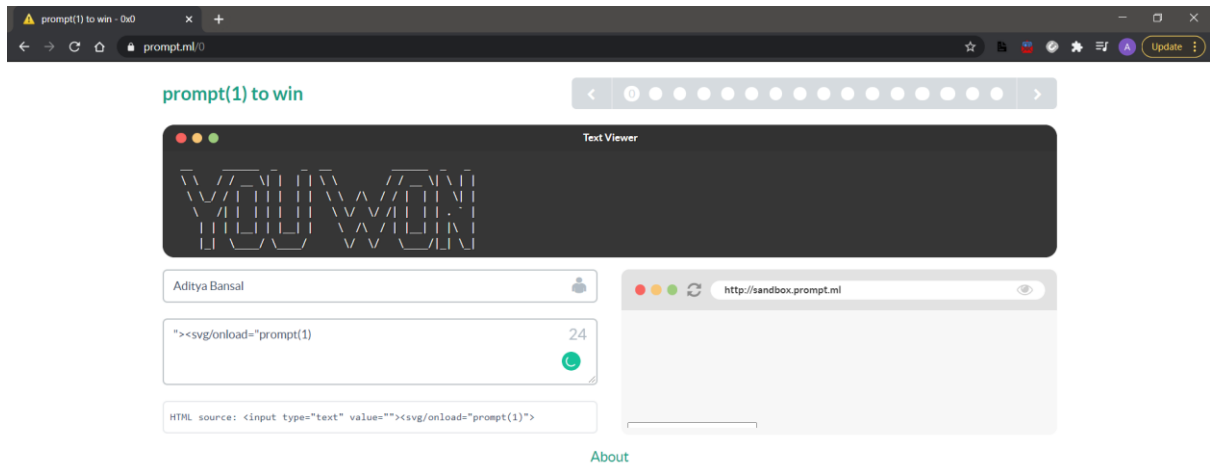 prompt(1) to win - 0x0
prompt.ml/0
A
Update
prompt(1) to win
0
Text Viewer
YOU WON
Aditya Bansal
"><svg/onload="prompt(1)
24
http://sandbox.prompt.ml
HTML source: <input type="text" value=""><svg/onload="prompt(1)">
About